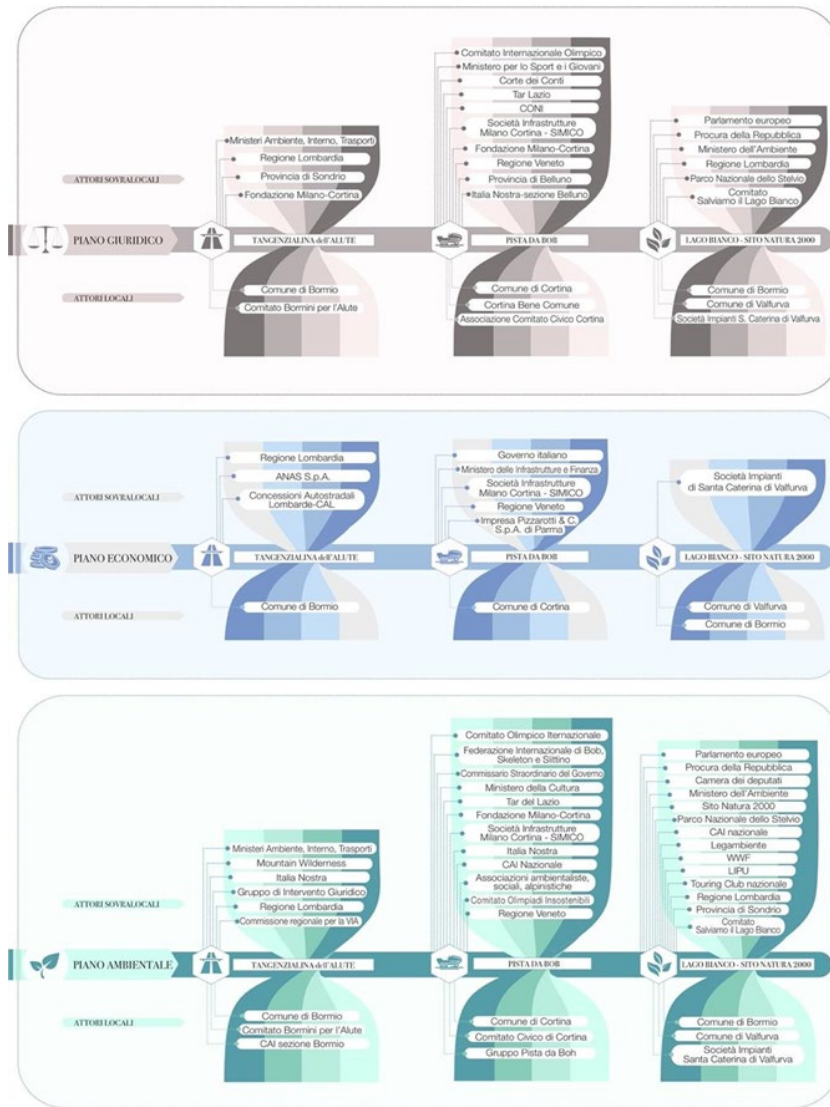 Comitato Internazionale Olimpico
Ministero per lo Sport e i Giovani
Corte dei Conti
Tar Lazio
CONI
Società Infrastrutture
Milano Cortina - SIMICO
Fondazione Milano-Cortina
Regione Veneto
Provincia di Belluno
Italia Nostra-sezione Belluno
Parlamento europeo
Procura della Repubblica
Ministero dell'Ambiente
Regione Lombardia
Parco Nazionale dello Stelvio
Comitato
Salviamo il Lago Bianco
Ministeri Ambiente, Interno, Trasporti
Regione Lombardia
Provincia di Sondrio
Fondazione Milano-Cortina
ATTORI SOVRALOCALI
PIANO GIURIDICO
TANGENZIALINA dell'ALUTE
PISTA DA BOB
LAGO BIANCO - SITO NATURA 2000
ATTORI LOCALI
Comune di Bormio
Comitato Bormini per l'Alute
Comune di Cortina
Cortina Bene Comune
Associazione Comitato Civico Cortina
Comune di Bormio
Comune di Valfurva
Società Impianti S. Caterina di Valfurva
Regione Lombardia
ANAS S.p.A.
Concessioni Autostradali
Lombarde-CAL
Governo italiano
Ministero delle Infrastrutture e Finanza
Società Infrastrutture
Milano Cortina - SIMICO
Regione Veneto
Impresa Pizzarotti & C.
S.p.A. di Parma
Società Impianti
di Santa Caterina di Valfurva
ATTORI SOVRALOCALI
PIANO ECONOMICO
TANGENZIALINA dell'ALUTE
PISTA DA BOB
LAGO BIANCO - SITO NATURA 2000
ATTORI LOCALI
Comune di Bormio
Comune di Cortina
Comune di Valfurva
Comune di Bormio
Comitato Olimpico Iternazionale
Federazione Internazionale di Bob,
Skeleton e Slittino
Commissario Straordinario del Governo
Ministero della Cultura
Tar del Lazio
Fondazione Milano-Cortina
Società Infrastrutture
Milano Cortina - SIMICO
Italia Nostra
CAI Nazionale
Associazioni ambientaliste,
sociali, alpinistiche
Comitato Olimpiadi Insostenibili
Regione Veneto
Parlamento europeo
Procura della Repubblica
Camera dei deputati
Ministero dell'Ambiente
Sito Natura 2000
Parco Nazionale dello Stelvio
CAI nazionale
Legambiente
WWF
LIPU
Touring Club nazionale
Regione Lombardia
Provincia di Sondrio
Comitato
Salviamo il Lago Bianco
Ministeri Ambiente, Interno, Trasporti
Mountain Wilderness
Italia Nostra
Gruppo di Intervento Giuridico
Regione Lombardia
Commissione regionale per la VIA
ATTORI SOVRALOCALI
PIANO AMBIENTALE
TANGENZIALINA dell'ALUTE
PISTA DA BOB
LAGO BIANCO - SITO NATURA 2000
ATTORI LOCALI
Comune di Bormio
Comitato Bormini per l'Alute
CAI sezione Bormio
Comune di Cortina
Comitato Civico di Cortina
Gruppo Pista da Boh
Comune di Bormio
Comune di Valfurva
Società Impianti
Santa Caterina di Valfurva